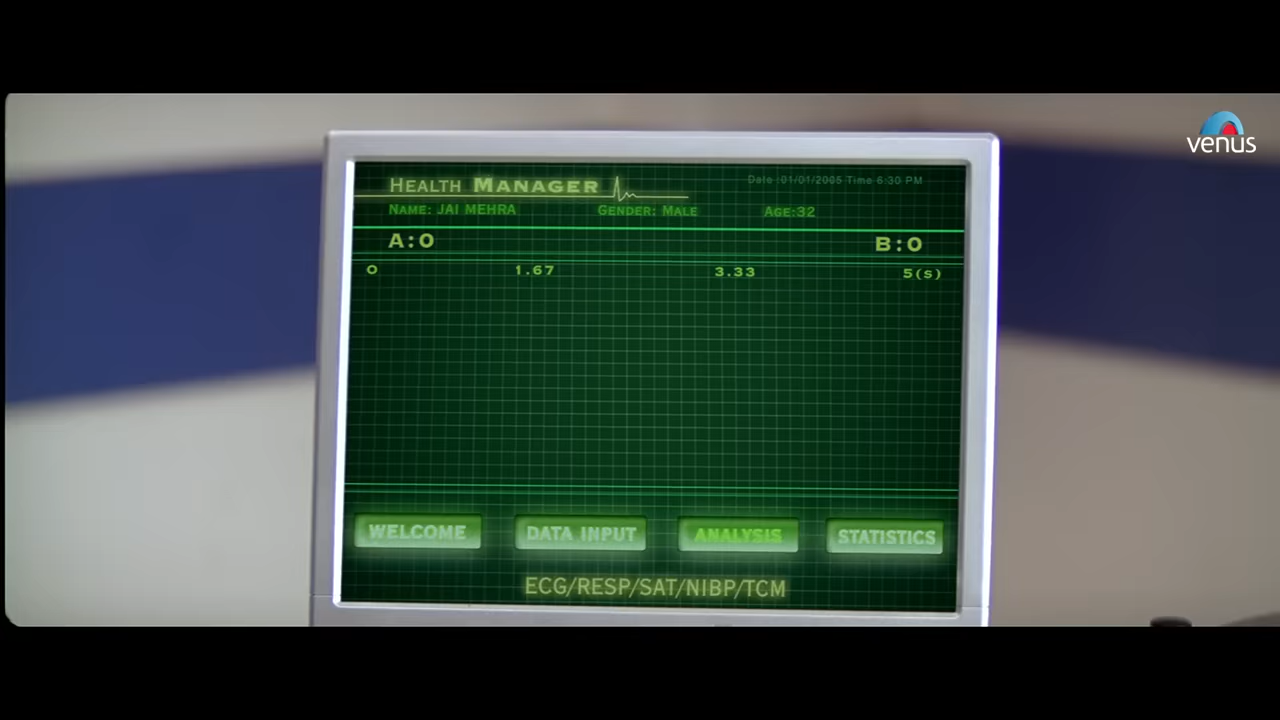 venus
HEALTH MANAGER
Date :01/01/2005 Time 6:30 PM
NAME: JAI MEHRA GENDER: MALE AGE:32
A:0 B:0
0 1.67 3.33 5(s)
WELCOME DATA INPUT ANALYSIS STATISTICS
ECG/RESP/SAT/NIBP/TCM